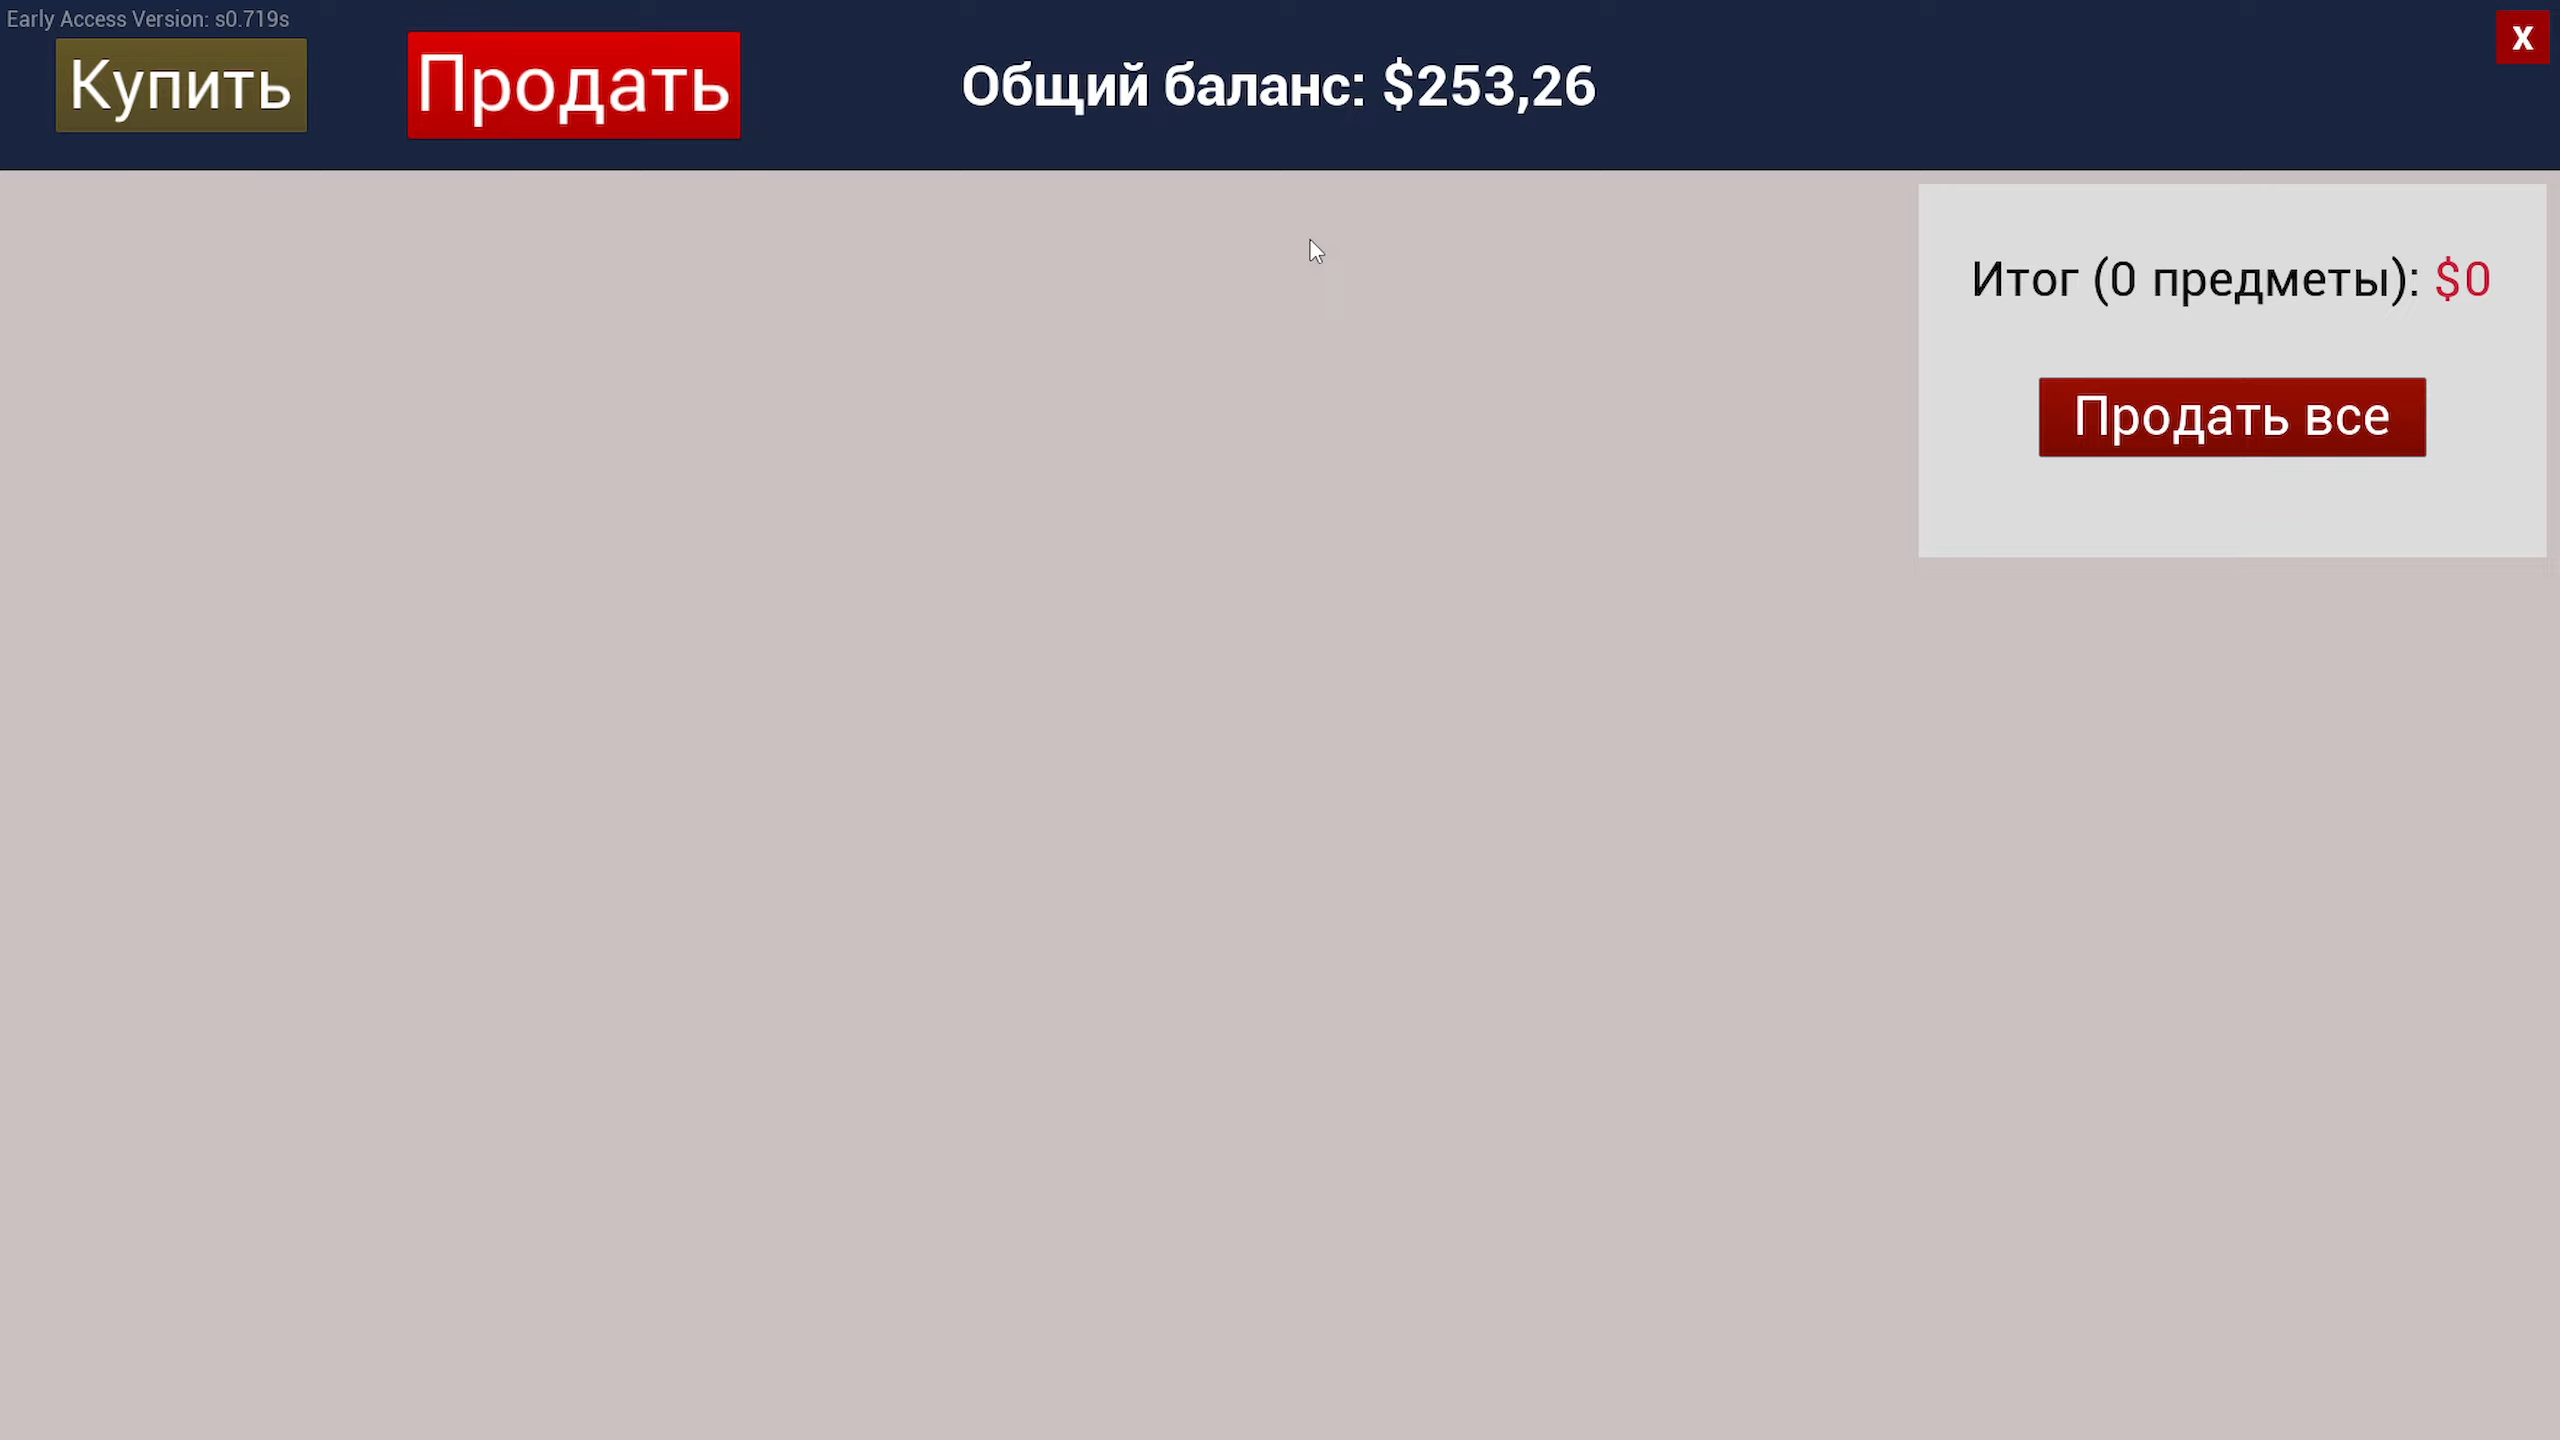 Early Access Version: s0.719s
Купить
Продать
Общий баланс: $253,26
X
Итог (0 предметы): $0
Продать все